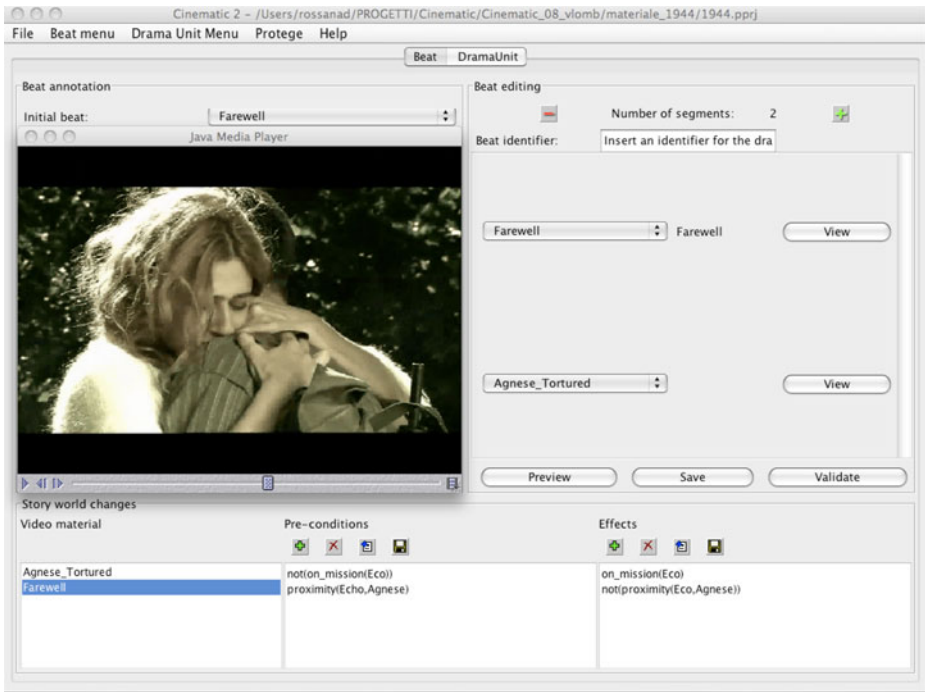 Cinematic 2 - /Users/rossanad/PROGETTI/Cinematic/Cinematic_08_vlomb/materiale_1944/1944.pprj
File Beat menu Drama Unit Menu Protege Help
Beat DramaUnit
Beat annotation
Initial beat: Farewell
Java Media Player
Beat editing
Number of segments: 2
Beat identifier: Insert an identifier for the dra
Farewell Farewell View
Agnese_Tortured View
Preview Save Validate
Story world changes
Video material Pre-conditions Effects
Agnese_Tortured not(on_mission(Eco)) on_mission(Eco)
Farewell proximity(Echo,Agnese) not(proximity(Eco,Agnese))